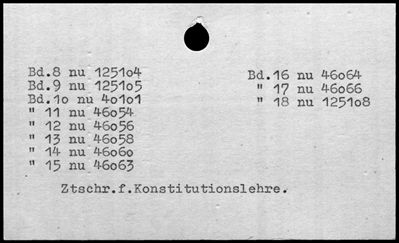 Bd.8 nu 125104
Bd.9 nu 125105
Bd.10 nu 40101
" 11 nu 46054
" 12 nu 46056
" 13 nu 46058
" 14 nu 46060
" 15 nu 46063
Bd.16 nu 46064
" 17 nu 46066
" 18 nu 125108
Ztschr.f.Konstitutionslehre.